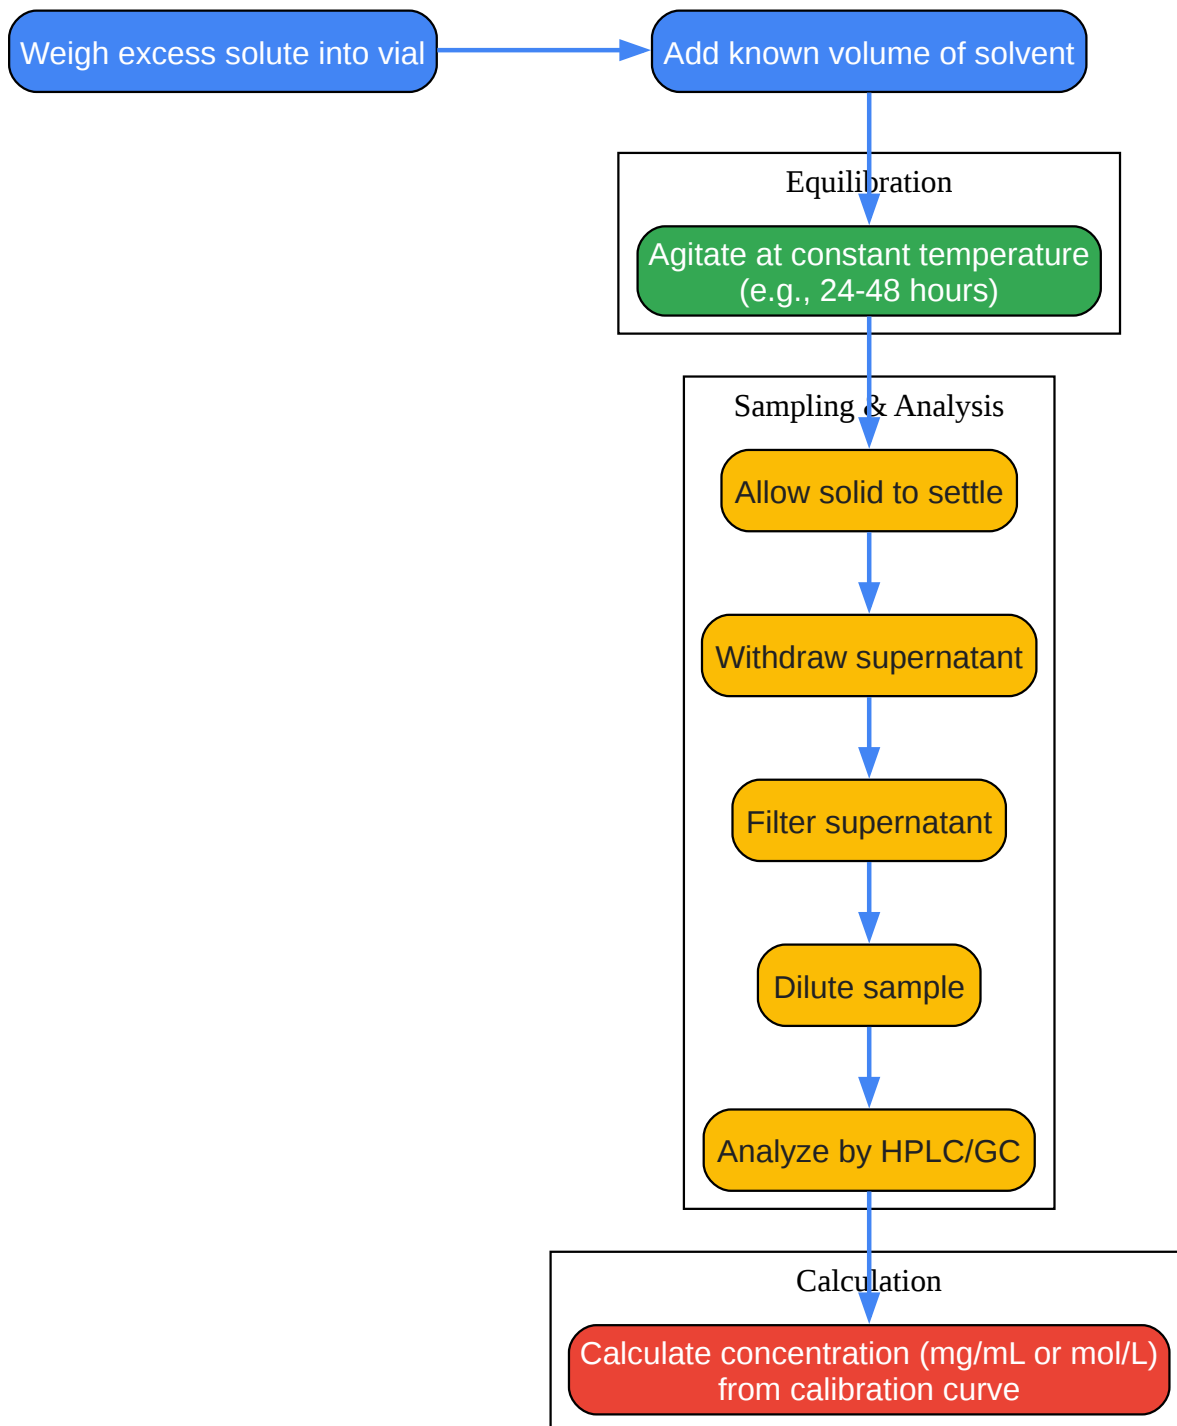 Weigh excess solute into vial
Add known volume of solvent
Equilibration
Agitate at constant temperature
(e.g., 24-48 hours)
Sampling & Analysis
Allow solid to settle
Withdraw supernatant
Filter supernatant
Dilute sample
Analyze by HPLC/GC
Calculation
Calculate concentration (mg/mL or mol/L)
from calibration curve